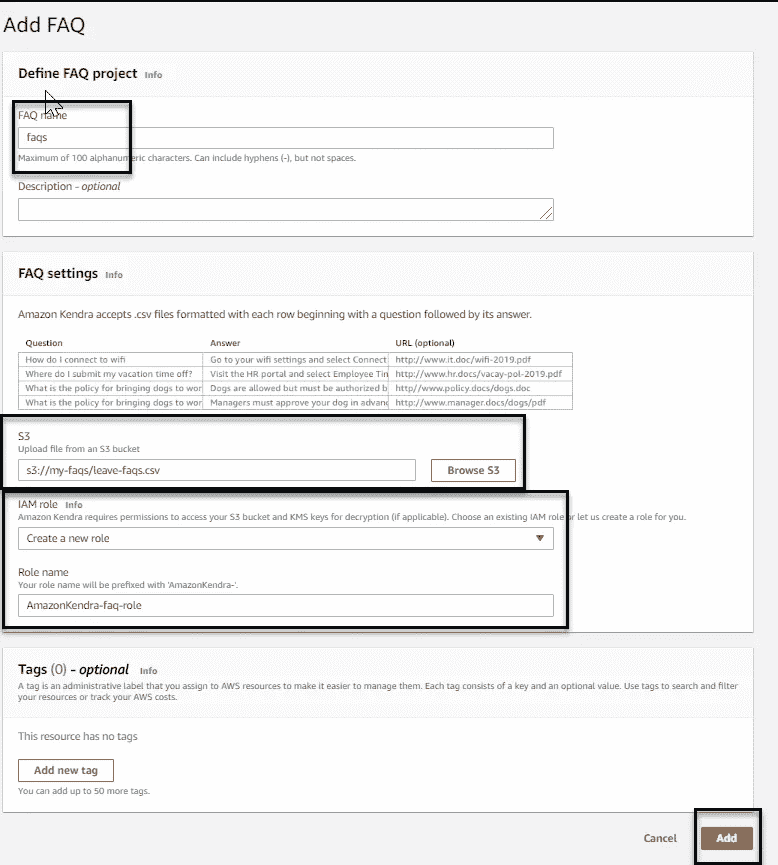 Add FAQ
Define FAQ project Info
FAQ name
faqs
Maximum of 100 alphanumeric characters. Can include hyphens (-), but not spaces.
Description - optional
FAQ settings Info
Amazon Kendra accepts .csv files formatted with each row beginning with a question followed by its answer.
Question Answer URL (optional)
How do I connect to wifi Go to your wifi settings and select Connect http://www.it.doc/wifi-2019.pdf
Where do I submit my vacation time off? Visit the HR portal and select Employee Tin http://www.hr.docs/vacay-pol-2019.pdf
What is the policy for bringing dogs to wor Dogs are allowed but must be authorized b http://www.policy.docs/dogs.doc
What is the policy for bringing dogs to wor Managers must approve your dog in advanc http://www.manager.docs/dogs/pdf
S3
Upload file from an S3 bucket
s3://my-faqs/leave-faqs.csv Browse S3
IAM role Info
Amazon Kendra requires permissions to access your S3 bucket and KMS keys for decryption (if applicable). Choose an existing IAM role or let us create a role for you.
Create a new role
Role name
Your role name will be prefixed with 'AmazonKendra-'.
AmazonKendra-faq-role
Tags (0) - optional Info
A tag is an administrative label that you assign to AWS resources to make it easier to manage them. Each tag consists of a key and an optional value. Use tags to search and filter
your resources or track your AWS costs.
This resource has no tags
Add new tag
You can add up to 50 more tags.
Cancel Add